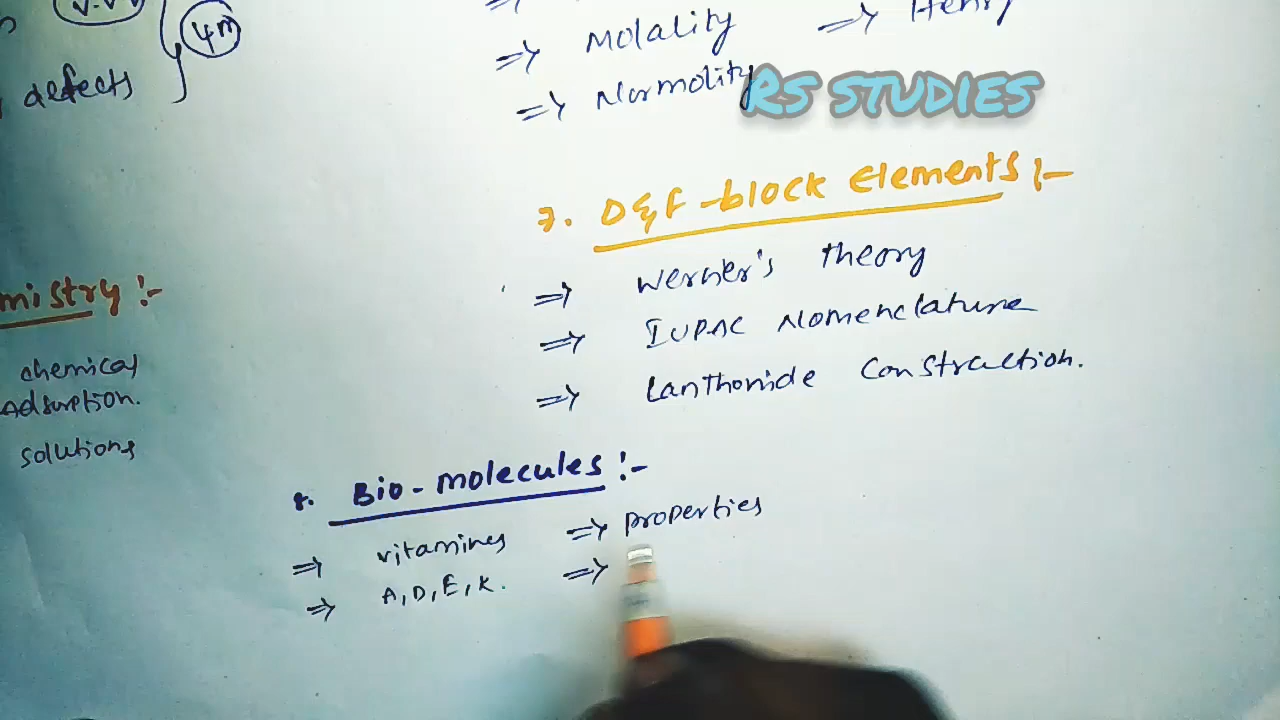 4M
defects
⇒ Molality ⇒ Henry
⇒ Normolity
RS STUDIES
7. D&F-block Elements :-
⇒ Werner's theory
⇒ IUPAC Nomenclature
⇒ Lanthonide Constraction.
mistry :-
chemical
Adsorption.
solutions
8. Bio-molecules :-
⇒ vitamines ⇒ properties
⇒ A, D, E, K. ⇒